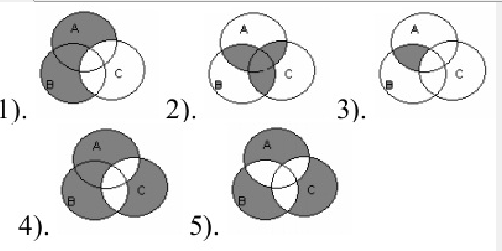 A A A
B C B C B C
1). 2). 3).
A A
B C B C
4). 5).